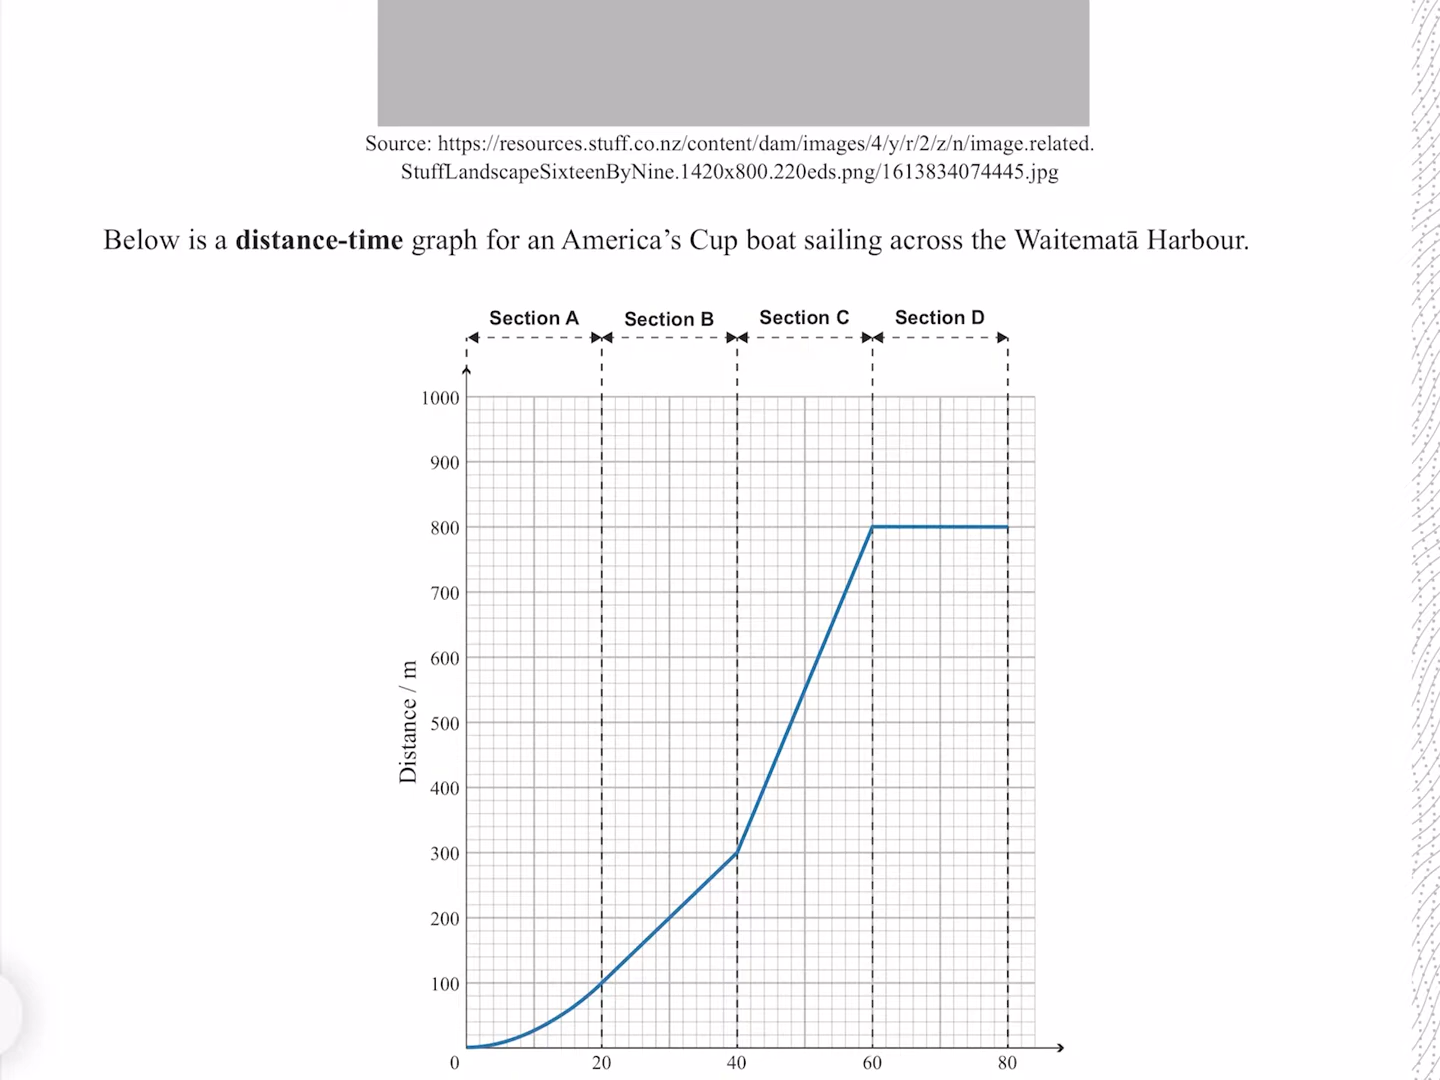 Source: https://resources.stuff.co.nz/content/dam/images/4/y/r/2/z/n/image.related.
StuffLandscapeSixteenByNine.1420x800.220eds.png/1613834074445.jpg
Below is a distance-time graph for an America’s Cup boat sailing across the Waitematā Harbour.
Section A Section B Section C Section D
1000
900
800
700
600
500
400
300
200
100
Distance / m
0 20 40 60 80